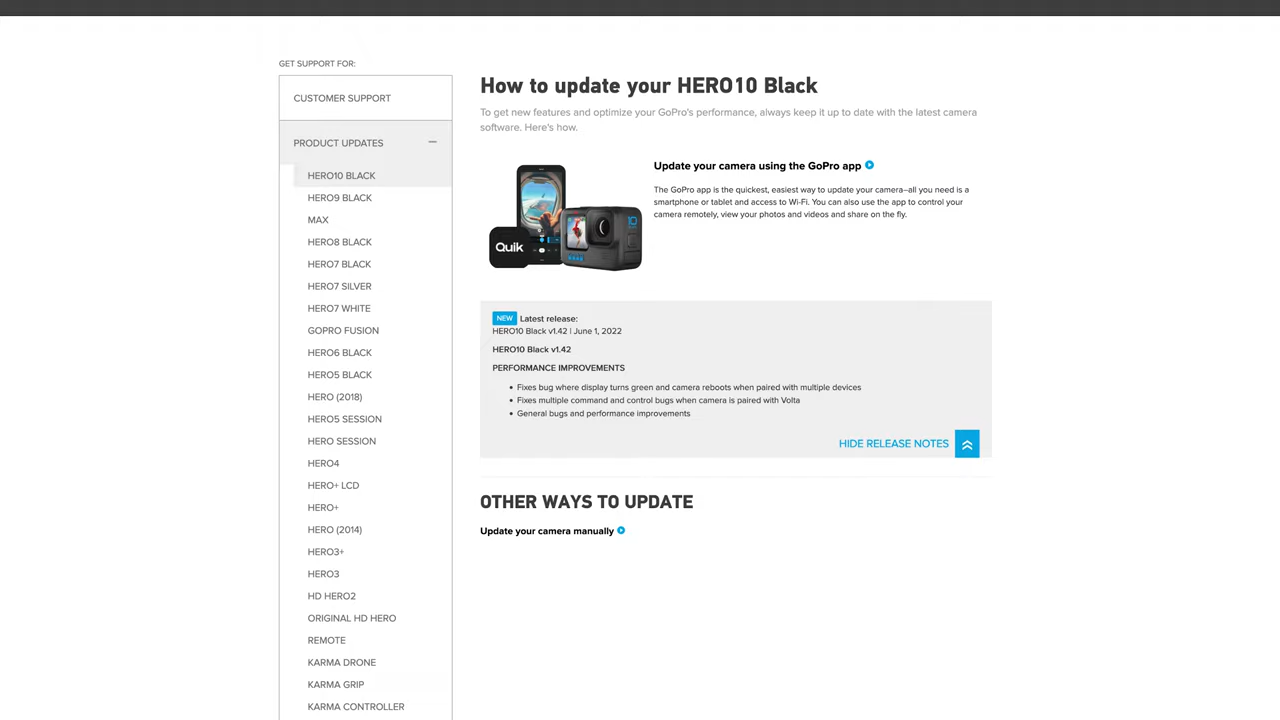 GET SUPPORT FOR:
CUSTOMER SUPPORT
PRODUCT UPDATES
HERO10 BLACK
HERO9 BLACK
MAX
HERO8 BLACK
HERO7 BLACK
HERO7 SILVER
HERO7 WHITE
GOPRO FUSION
HERO6 BLACK
HERO5 BLACK
HERO (2018)
HERO5 SESSION
HERO SESSION
HERO4
HERO+ LCD
HERO+
HERO (2014)
HERO3+
HERO3
HD HERO2
ORIGINAL HD HERO
REMOTE
KARMA DRONE
KARMA GRIP
KARMA CONTROLLER
How to update your HERO10 Black
To get new features and optimize your GoPro's performance, always keep it up to date with the latest camera
software. Here's how.
Quik
10
Update your camera using the GoPro app
The GoPro app is the quickest, easiest way to update your camera–all you need is a
smartphone or tablet and access to Wi-Fi. You can also use the app to control your
camera remotely, view your photos and videos and share on the fly.
NEW Latest release:
HERO10 Black v1.42 | June 1, 2022
HERO10 Black v1.42
PERFORMANCE IMPROVEMENTS
• Fixes bug where display turns green and camera reboots when paired with multiple devices
• Fixes multiple command and control bugs when camera is paired with Volta
• General bugs and performance improvements
HIDE RELEASE NOTES
OTHER WAYS TO UPDATE
Update your camera manually